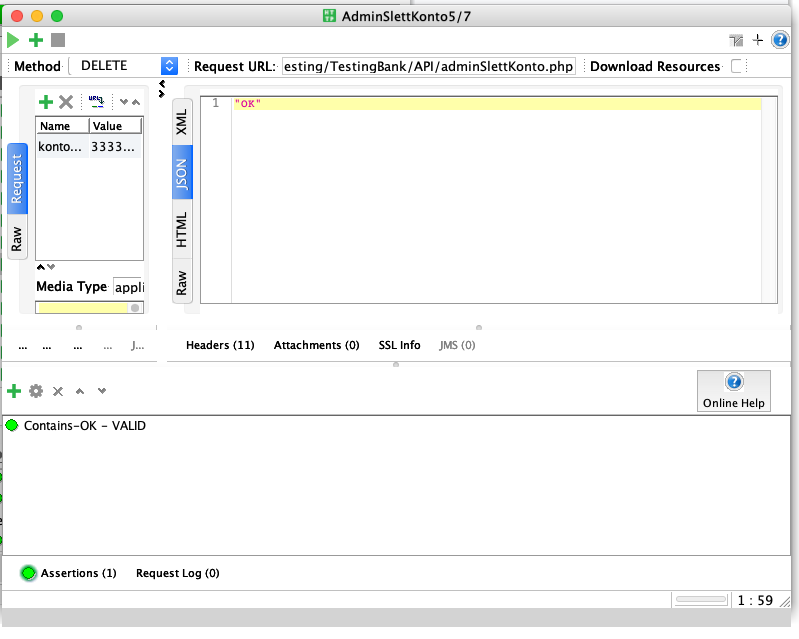 AdminSlettKonto5/7
Method DELETE Request URL: esting/TestingBank/API/adminSlettKonto.php Download Resources
URL
Name Value
konto... 3333...
Request
Raw
Media Type appli
XML
JSON
HTML
Raw
1 "OK"
... ... ... ... J...
Headers (11) Attachments (0) SSL Info JMS (0)
Online Help
Contains-OK - VALID
Assertions (1) Request Log (0)
1 : 59